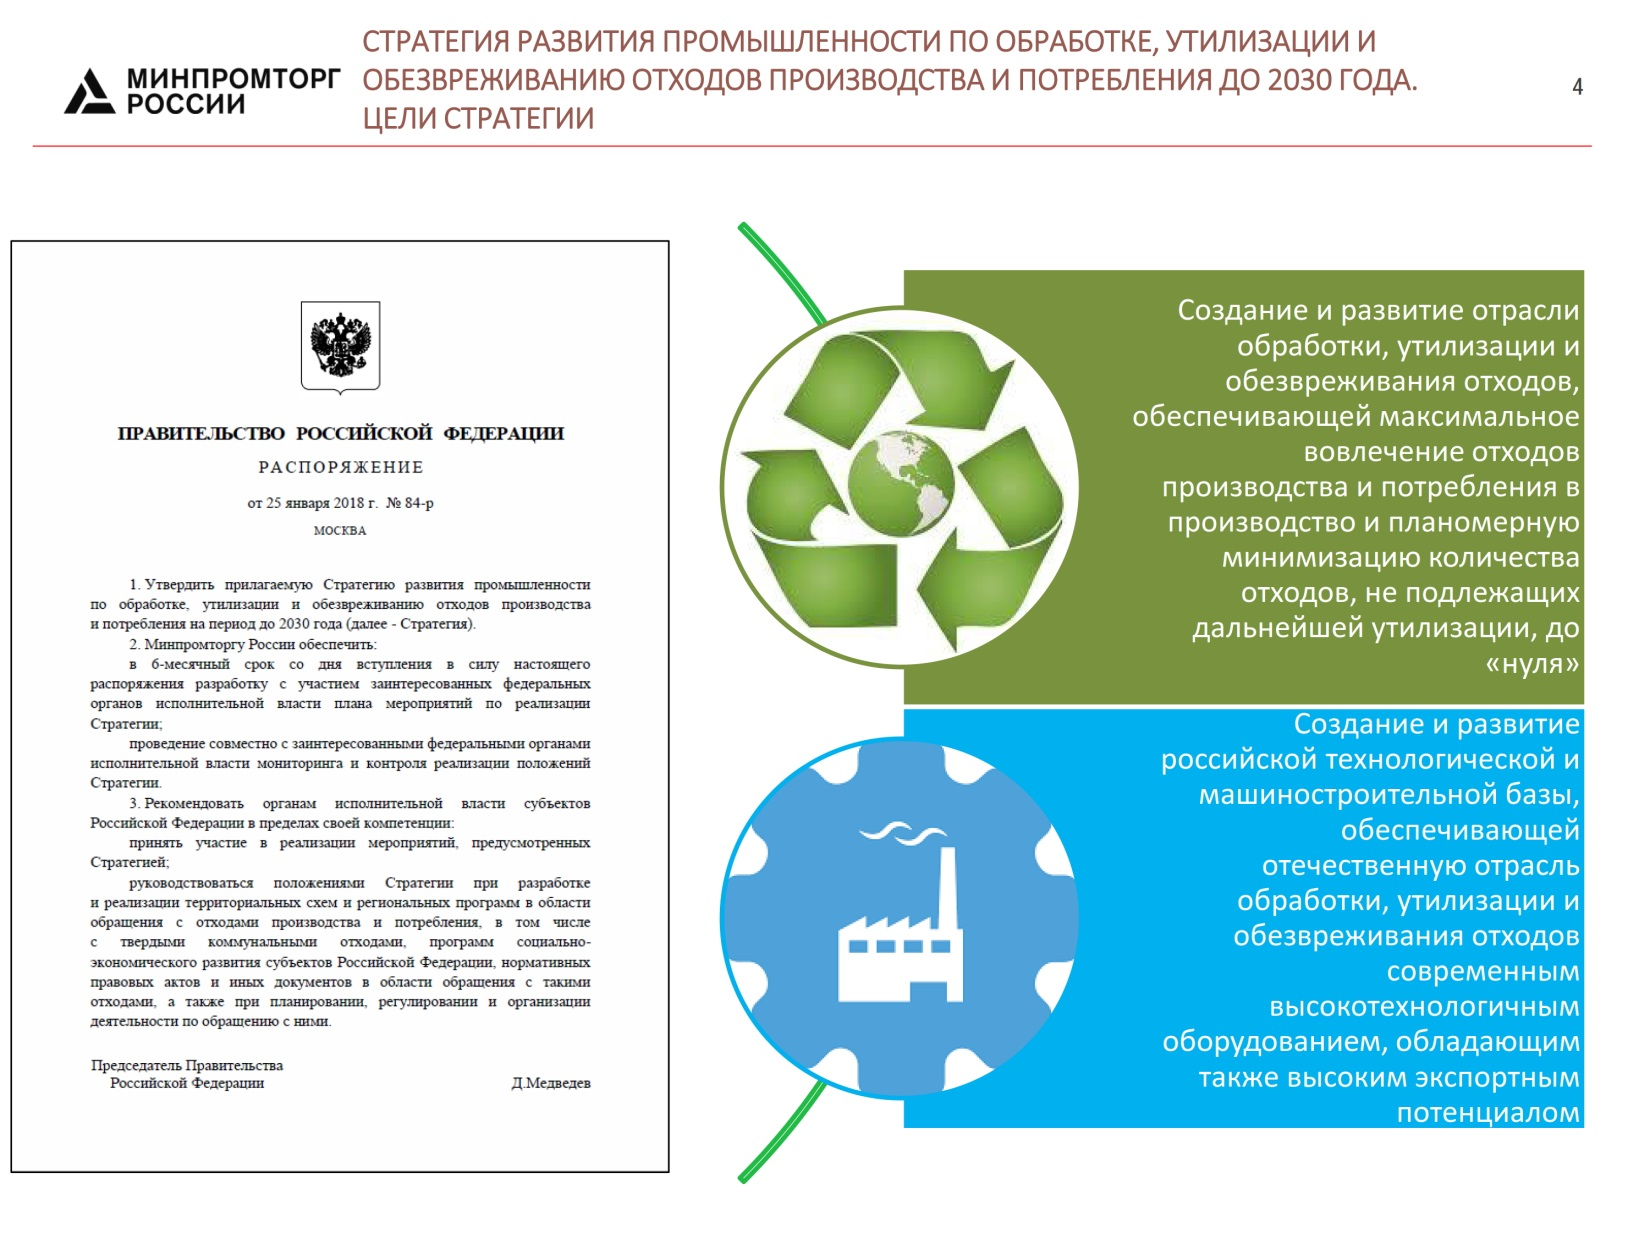 СТРАТЕГИЯ РАЗВИТИЯ ПРОМЫШЛЕННОСТИ ПО ОБРАБОТКЕ, УТИЛИЗАЦИИ И
ОБЕЗВРЕЖИВАНИЮ ОТХОДОВ ПРОИЗВОДСТВА И ПОТРЕБЛЕНИЯ ДО 2030 ГОДА.
ЦЕЛИ СТРАТЕГИИ
МИНПРОМТОРГ
РОССИИ
4
ПРАВИТЕЛЬСТВО РОССИЙСКОЙ ФЕДЕРАЦИИ
РАСПОРЯЖЕНИЕ
от 25 января 2018 г. № 84-р
МОСКВА
1. Утвердить прилагаемую Стратегию развития промышленности
по обработке, утилизации и обезвреживанию отходов производства
и потребления на период до 2030 года (далее - Стратегия).
2. Минпромторгу России обеспечить:
в 6-месячный срок со дня вступления в силу настоящего
распоряжения разработку с участием заинтересованных федеральных
органов исполнительной власти плана мероприятий по реализации
Стратегии;
проведение совместно с заинтересованными федеральными органами
исполнительной власти мониторинга и контроля реализации положений
Стратегии.
3. Рекомендовать органам исполнительной власти субъектов
Российской Федерации в пределах своей компетенции:
принять участие в реализации мероприятий, предусмотренных
Стратегией;
руководствоваться положениями Стратегии при разработке
и реализации территориальных схем и региональных программ в области
обращения с отходами производства и потребления, в том числе
с твердыми коммунальными отходами, программ социально-
экономического развития субъектов Российской Федерации, нормативных
правовых актов и иных документов в области обращения с такими
отходами, а также при планировании, регулировании и организации
деятельности по обращению с ними.
Председатель Правительства
Российской Федерации
Д.Медведев
Создание и развитие отрасли
обработки, утилизации и
обезвреживания отходов,
обеспечивающей максимальное
вовлечение отходов
производства и потребления в
производство и планомерную
минимизацию количества
отходов, не подлежащих
дальнейшей утилизации, до
«нуля»
Создание и развитие
российской технологической и
машиностроительной базы,
обеспечивающей
отечественную отрасль
обработки, утилизации и
обезвреживания отходов
современным
высокотехнологичным
оборудованием, обладающим
также высоким экспортным
потенциалом